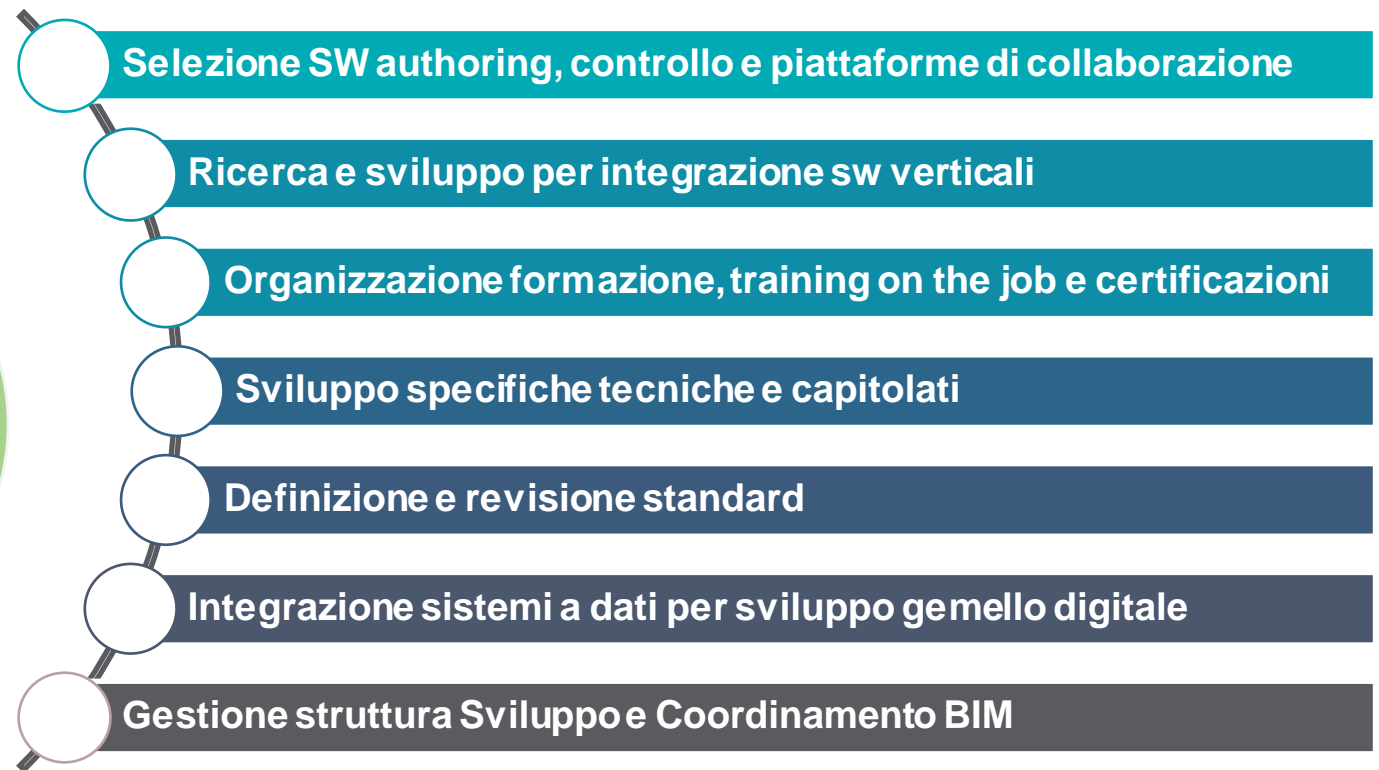 Selezione SW authoring, controllo e piattaforme di collaborazione
Ricerca e sviluppo per integrazione sw verticali
Organizzazione formazione, training on the job e certificazioni
Sviluppo specifiche tecniche e capitolati
Definizione e revisione standard
Integrazione sistemi a dati per sviluppo gemello digitale
Gestione struttura Sviluppo e Coordinamento BIM